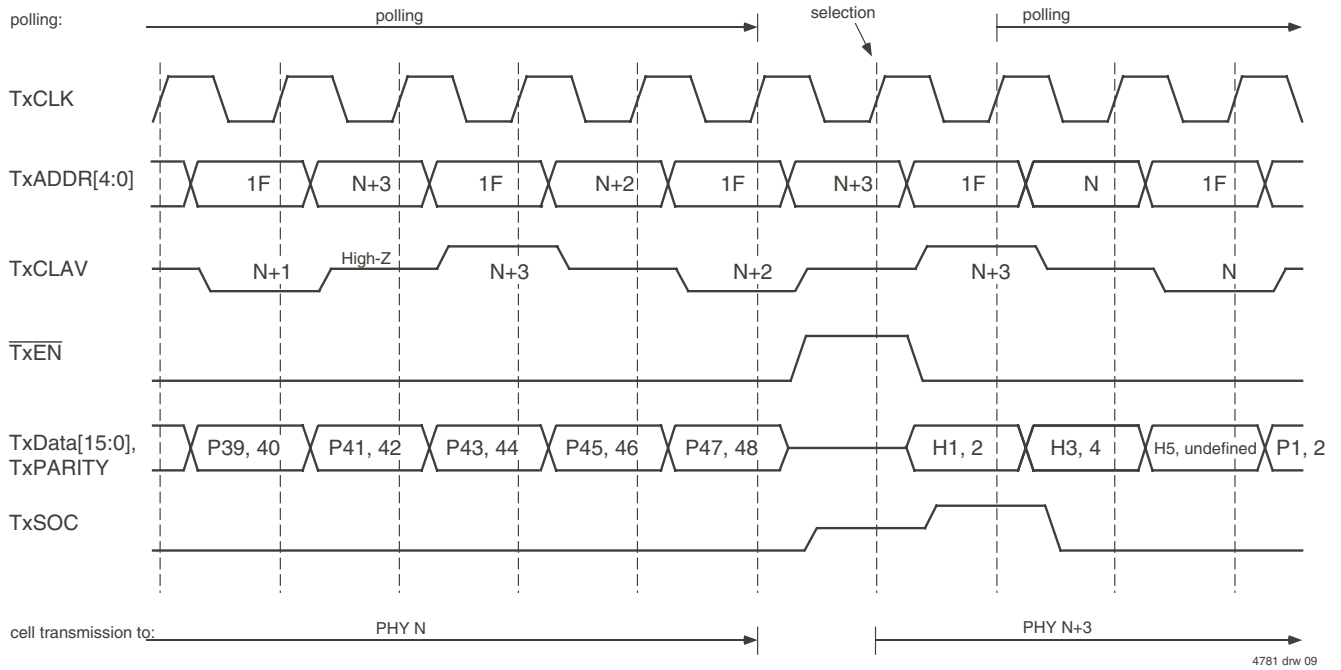 polling: polling selection polling
TxCLK
TxADDR[4:0] 1F N+3 1F N+2 1F N+3 1F N 1F
TxCLAV N+1 High-Z N+3 N+2 N+3 N
TxEN
TxData[15:0], TxPARITY P39, 40 P41, 42 P43, 44 P45, 46 P47, 48 H1, 2 H3, 4 H5, undefined P1, 2
TxSOC
cell transmission to: PHY N PHY N+3
4781 drw 09